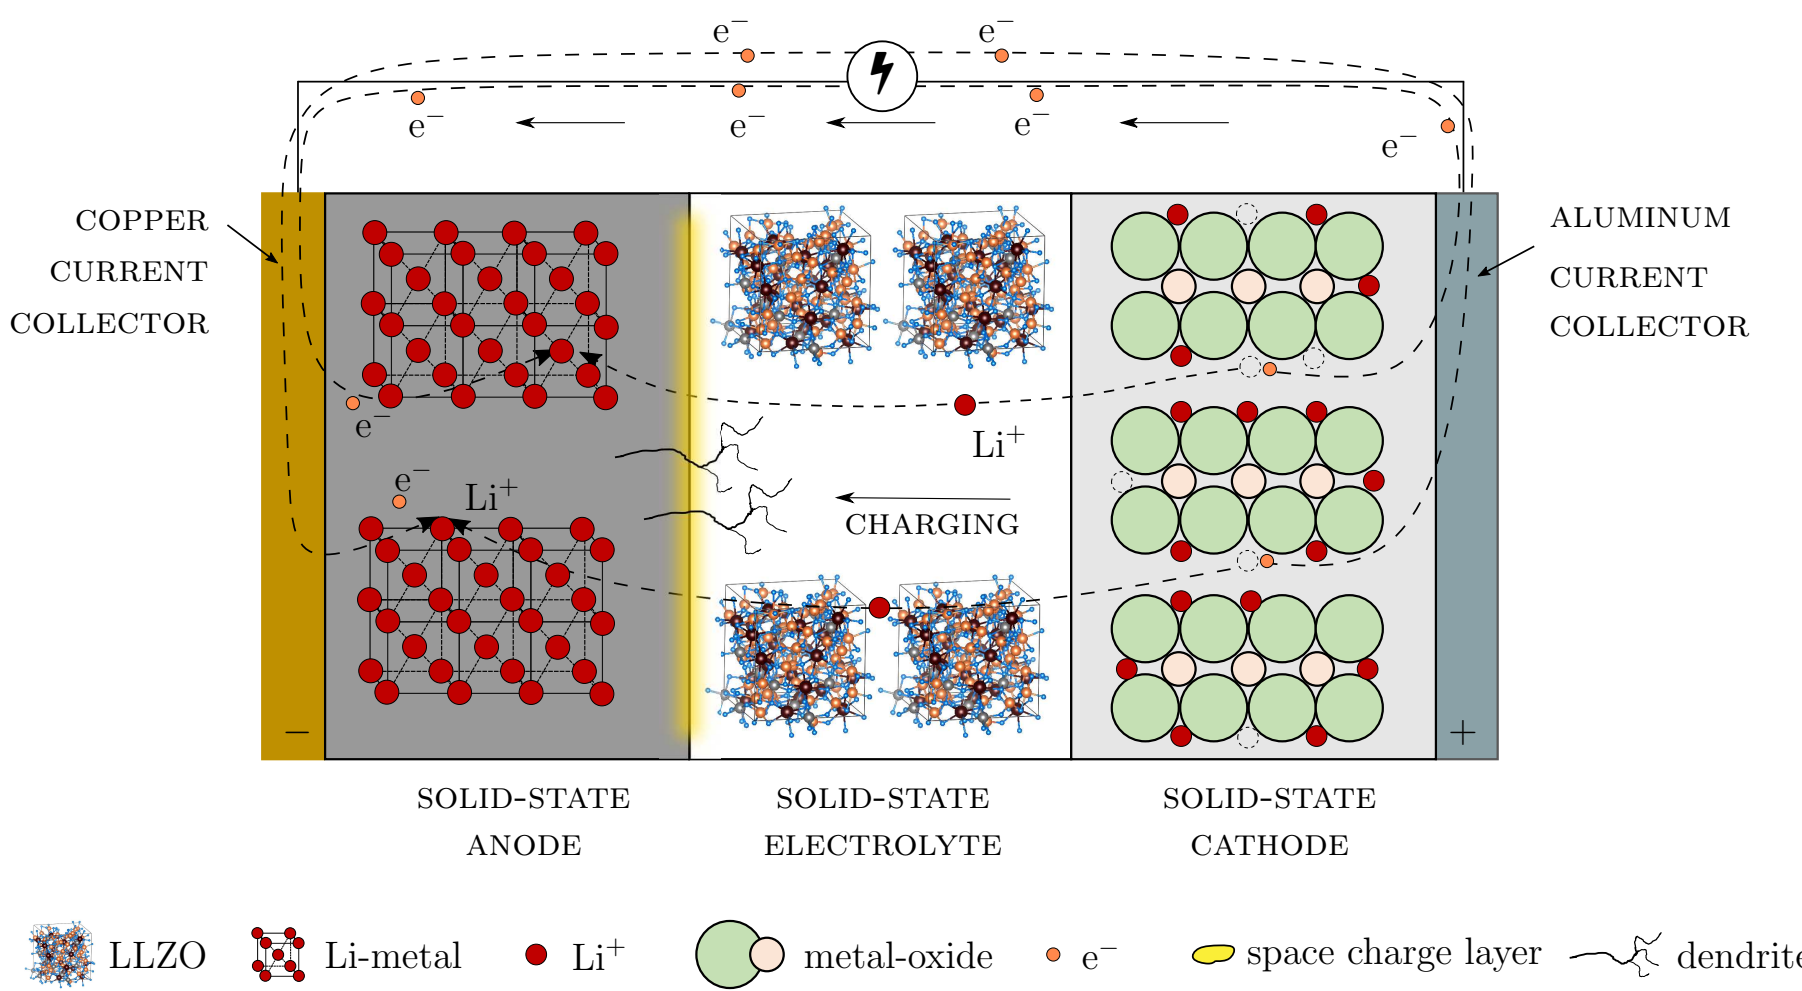 e⁻
e⁻
e⁻
e⁻
e⁻
e⁻
COPPER
CURRENT
COLLECTOR
ALUMINUM
CURRENT
COLLECTOR
e⁻
Li⁺
e⁻
Li⁺
CHARGING
−
+
SOLID-STATE
ANODE
SOLID-STATE
ELECTROLYTE
SOLID-STATE
CATHODE
LLZO
Li-metal
Li⁺
metal-oxide
e⁻
space charge layer
dendrite